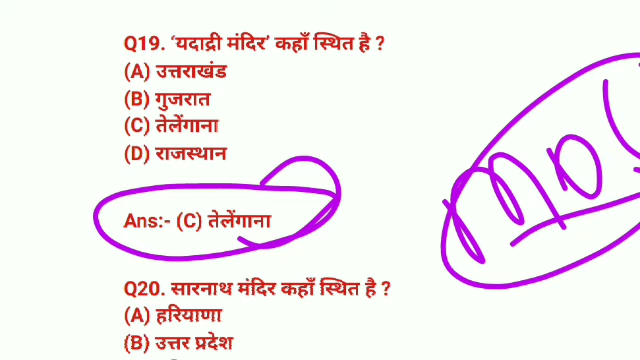 Q19. ‘यदाद्री मंदिर’ कहाँ स्थित है ?
(A) उत्तराखंड
(B) गुजरात
(C) तेलेंगाना
(D) राजस्थान
Ans:- (C) तेलेंगाना
Q20. सारनाथ मंदिर कहाँ स्थित है ?
(A) हरियाणा
(B) उत्तर प्रदेश